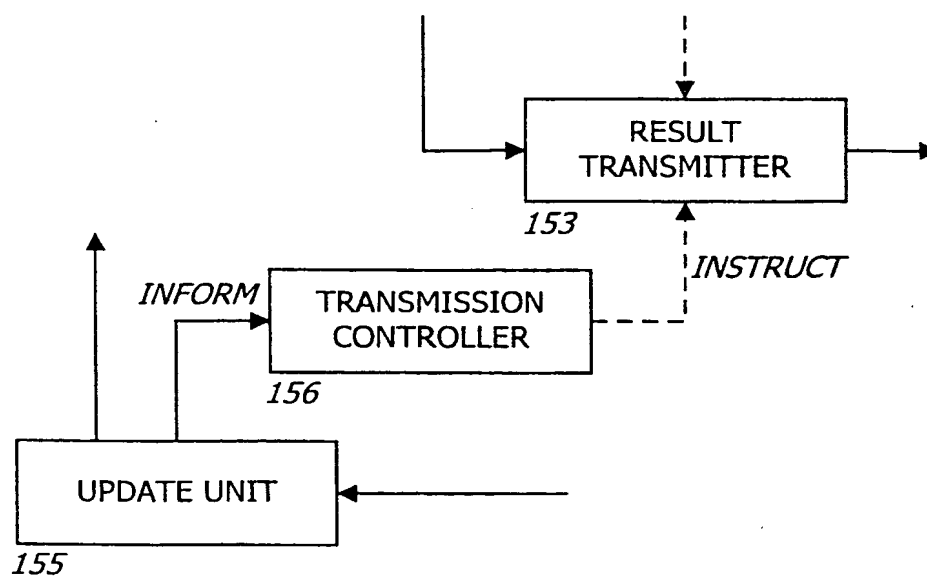 RESULT
TRANSMITTER
153
INSTRUCT
INFORM
TRANSMISSION
CONTROLLER
156
UPDATE UNIT
155